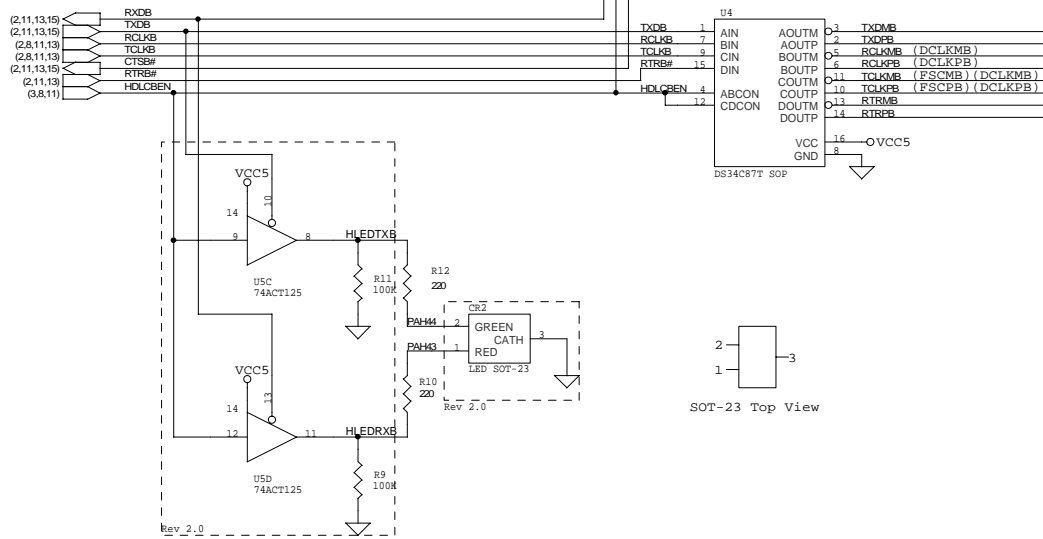 (2,11,13,15) RXDB
(2,11,13,15) TXDB
(2,8,11,13) RCLKB
(2,8,11,13) TCLKB
(2,11,13,15) CTSB#
(2,11,13) RTRB#
(3,8,11) HDLCBEN
U4
TXDB 1 AIN AOUTM 3 TXDMB
RCLKB 7 BIN AOUTP 2 TXDPB
TCLKB 9 CIN BOUTM 5 RCLKMB (DCLKMB)
RTRB# 15 DIN BOUTP 6 RCLKPB (DCLKPB)
COUTM 11 TCLKMB (FSCMB)(DCLKMB)
HDLCBEN 4 ABCON COUTP 10 TCLKPB (FSCPB)(DCLKPB)
12 CDCON DOUTM 13 RTRMB
DOUTP 14 RTRPB
VCC 16 VCC5
GND 8
DS34C87T SOP
VCC5
10
14
9 8 HLEDTXB
U5C
74ACT125
R11
100K
R12
220
CR2
PAH44 2 GREEN
CATH 3
PAH43 1 RED
LED SOT-23
Rev 2.0
R10
220
VCC5
13
14
12 11 HLEDRXB
U5D
74ACT125
R9
100K
Rev 2.0
2
3
1
SOT-23 Top View